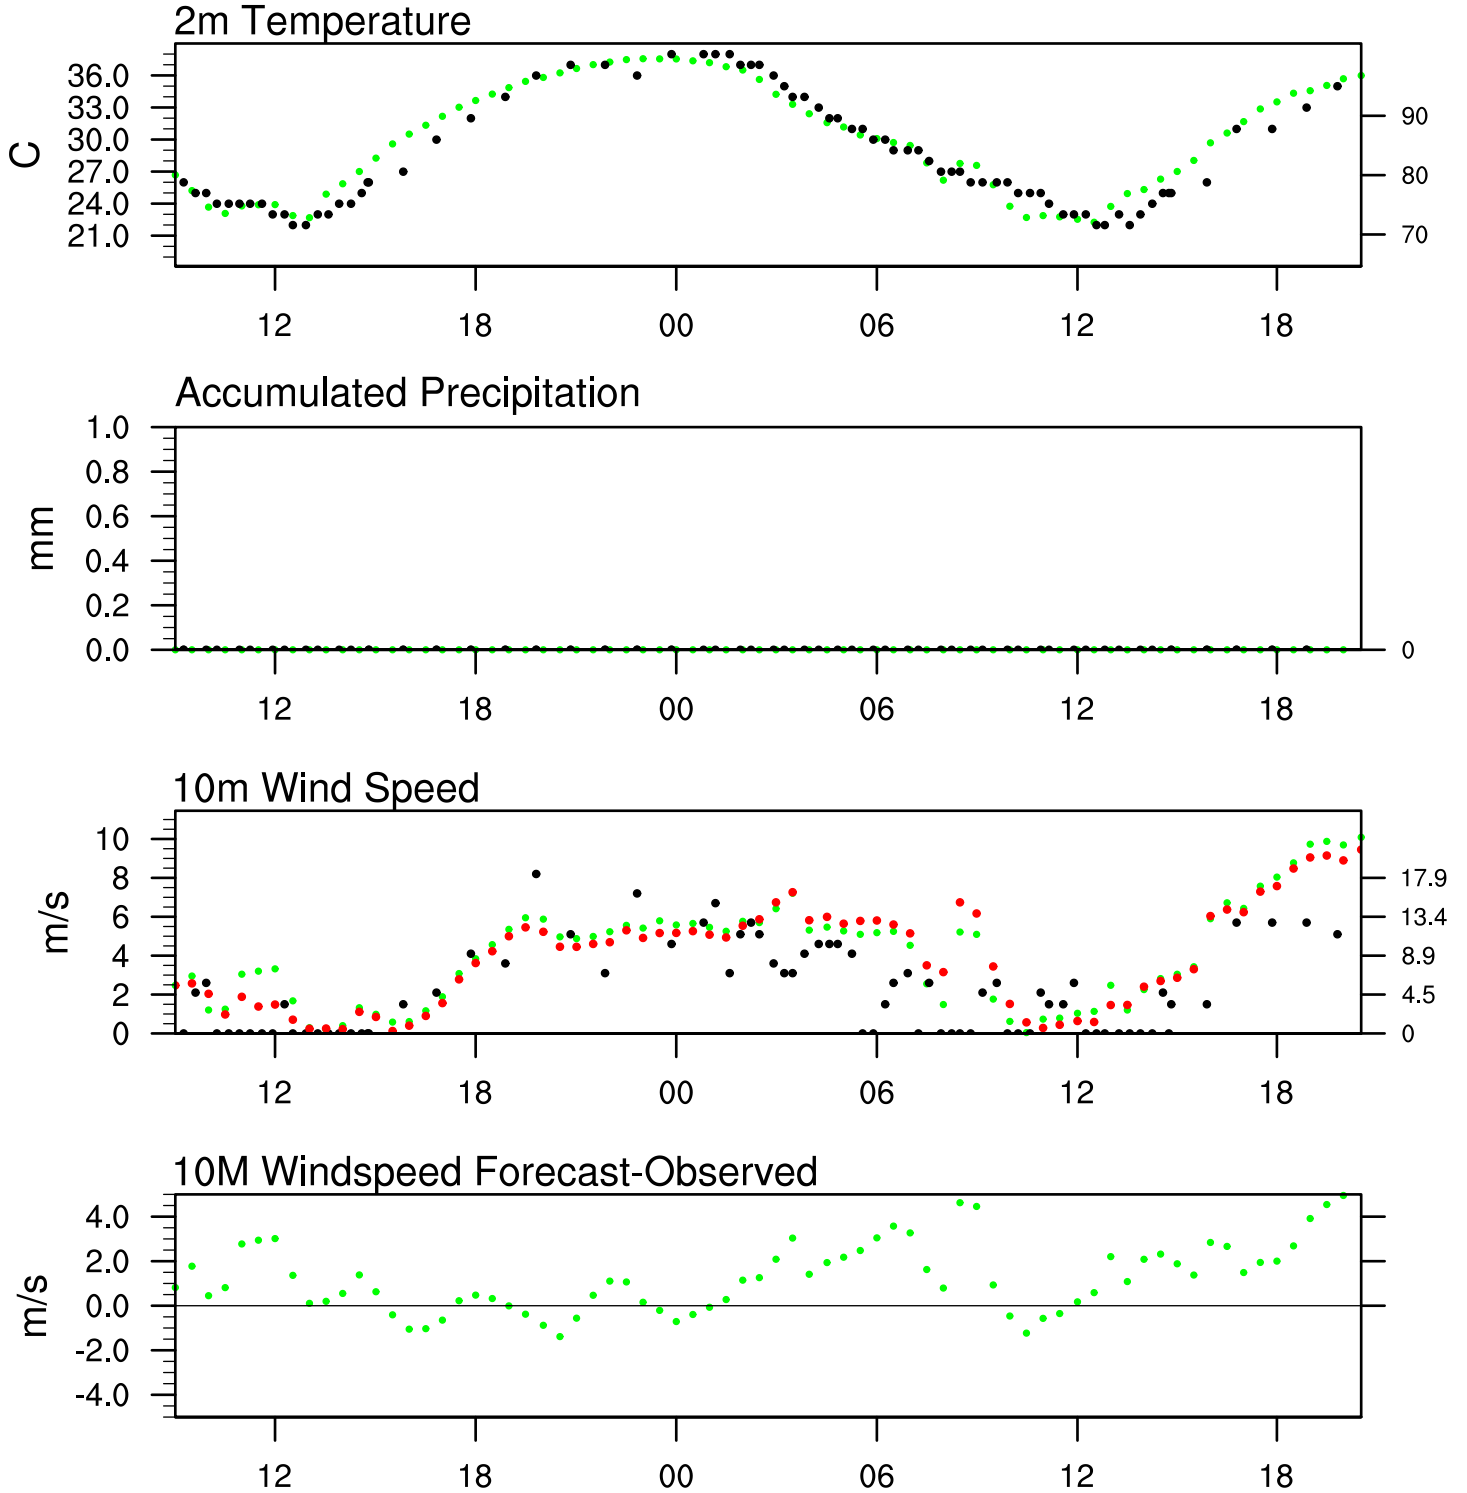 2m Temperature
C
36.0
33.0
30.0
27.0
24.0
21.0
90
80
70
12 18 00 06 12 18
Accumulated Precipitation
mm
1.0
0.8
0.6
0.4
0.2
0.0
0
12 18 00 06 12 18
10m Wind Speed
m/s
10
8
6
4
2
0
17.9
13.4
8.9
4.5
0
12 18 00 06 12 18
10M Windspeed Forecast-Observed
m/s
4.0
2.0
0.0
-2.0
-4.0
12 18 00 06 12 18